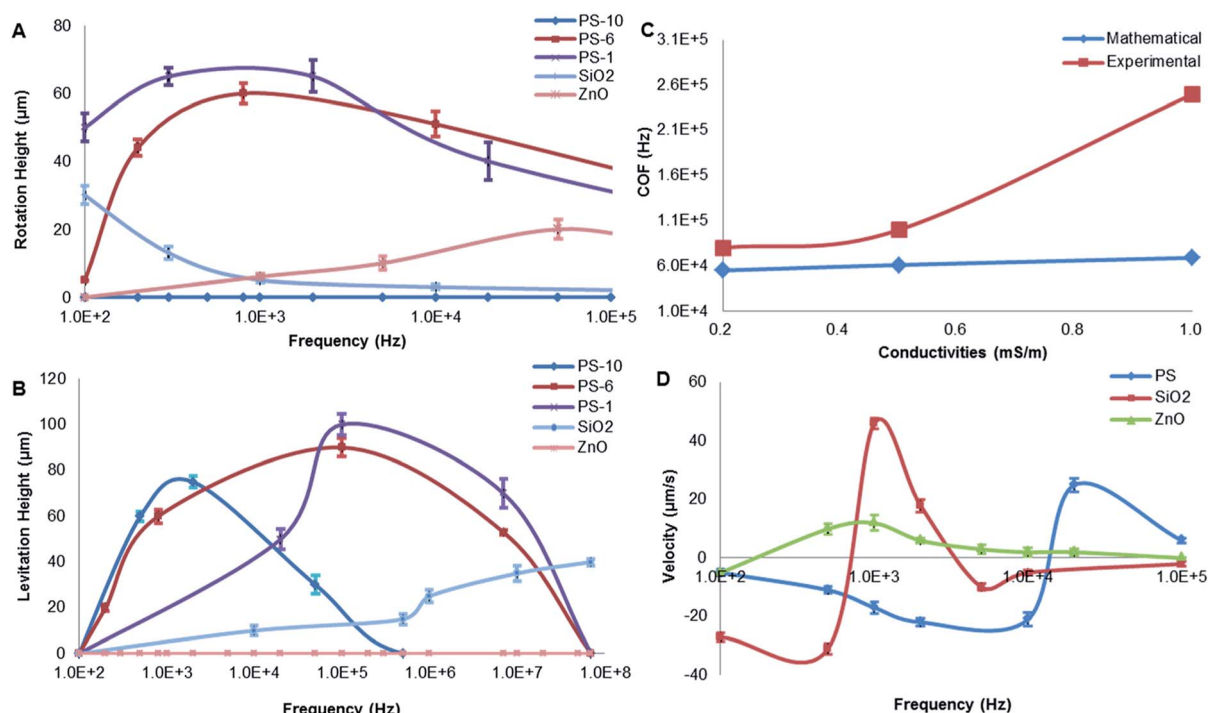 A
80
60
40
20
0
Rotation Height (µm)
1.0E+2
1.0E+3
1.0E+4
1.0E+5
Frequency (Hz)
PS-10
PS-6
PS-1
SiO2
ZnO
C
3.1E+5
2.6E+5
2.1E+5
1.6E+5
1.1E+5
6.0E+4
1.0E+4
COF (Hz)
0.2
0.4
0.6
0.8
1.0
Conductivities (mS/m)
Mathematical
Experimental
B
120
100
80
60
40
20
0
Levitation Height (µm)
1.0E+2
1.0E+3
1.0E+4
1.0E+5
1.0E+6
1.0E+7
1.0E+8
Frequency (Hz)
PS-10
PS-6
PS-1
SiO2
ZnO
D
60
40
20
0
-20
-40
Velocity (µm/s)
1.0E+2
1.0E+3
1.0E+4
1.0E+5
Frequency (Hz)
PS
SiO2
ZnO